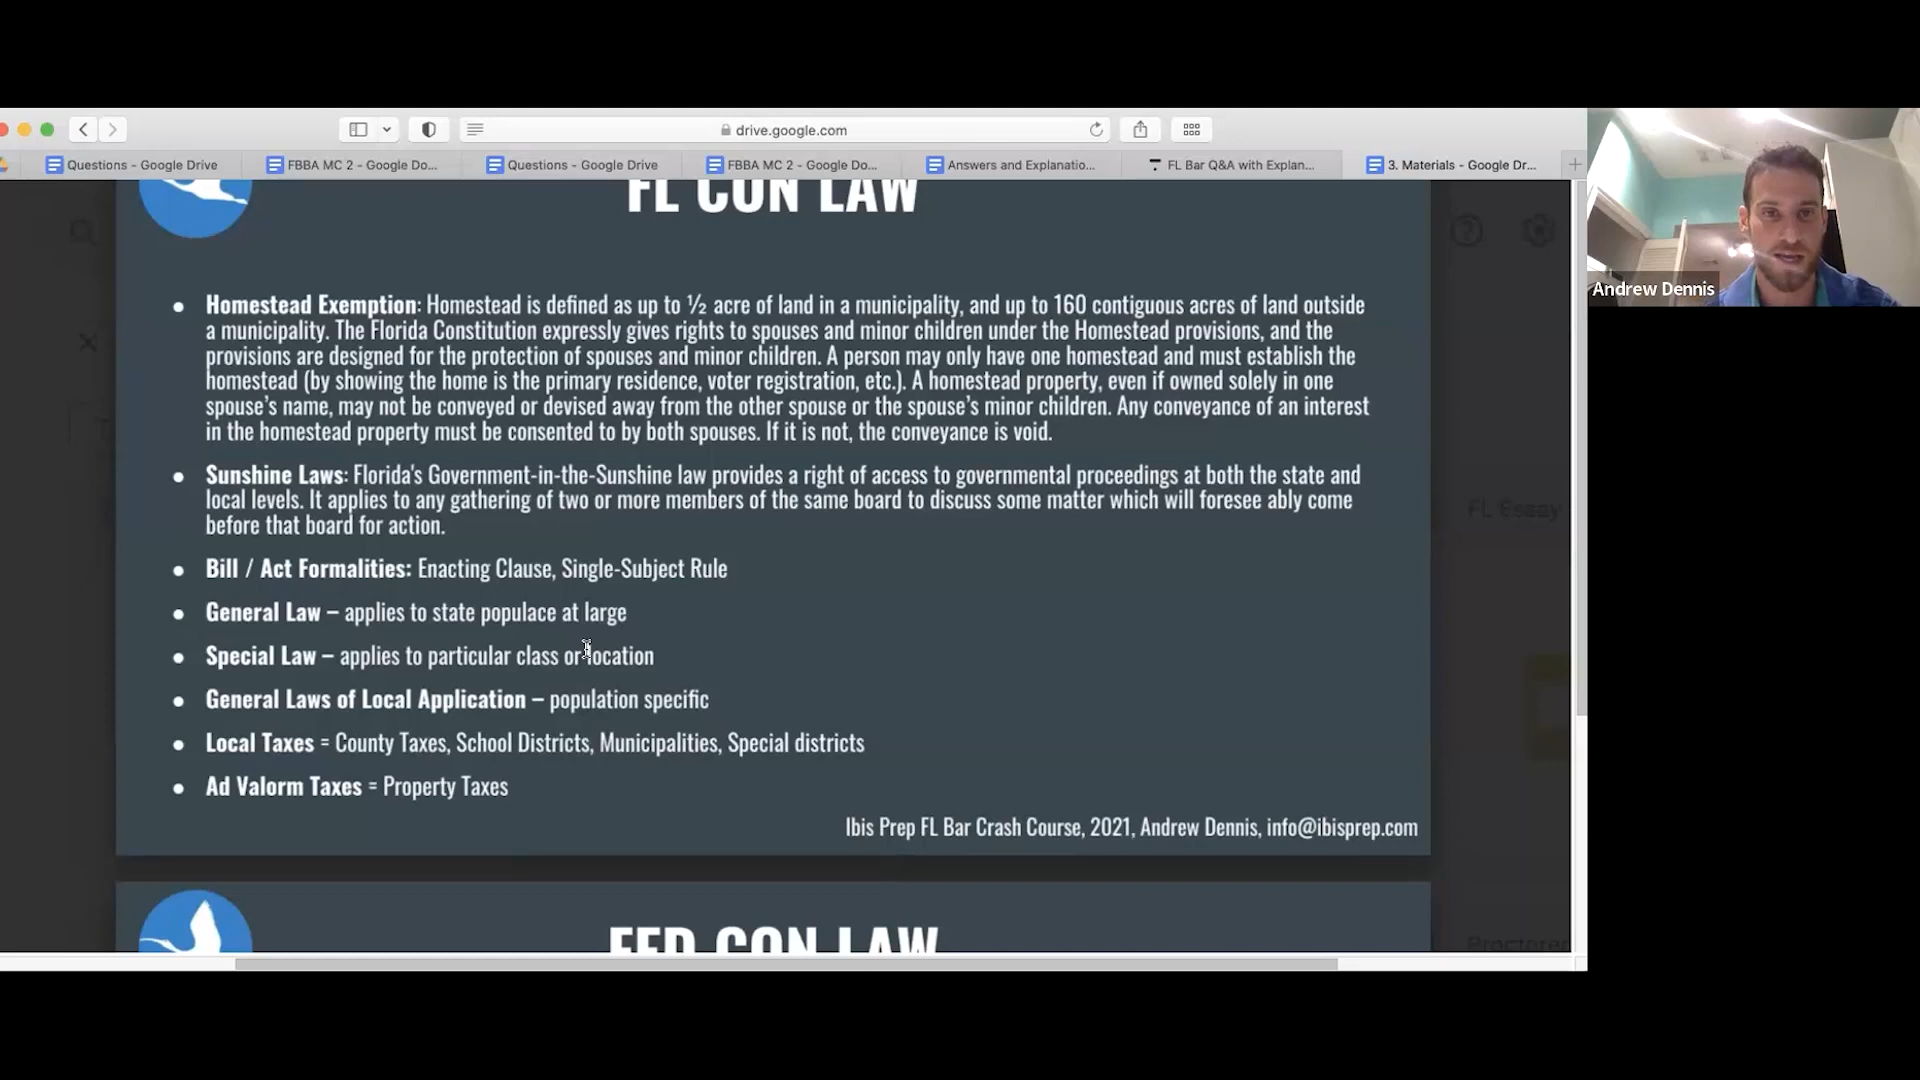 drive.google.com
Questions - Google Drive
FBBA MC 2 - Google Do...
Questions - Google Drive
FBBA MC 2 - Google Do...
Answers and Explanatio...
FL Bar Q&A with Explan...
3. Materials - Google Dr...
FL CON LAW
Andrew Dennis
• Homestead Exemption: Homestead is defined as up to ½ acre of land in a municipality, and up to 160 contiguous acres of land outside
a municipality. The Florida Constitution expressly gives rights to spouses and minor children under the Homestead provisions, and the
provisions are designed for the protection of spouses and minor children. A person may only have one homestead and must establish the
homestead (by showing the home is the primary residence, voter registration, etc.). A homestead property, even if owned solely in one
spouse's name, may not be conveyed or devised away from the other spouse or the spouse's minor children. Any conveyance of an interest
in the homestead property must be consented to by both spouses. If it is not, the conveyance is void.
• Sunshine Laws: Florida's Government-in-the-Sunshine law provides a right of access to governmental proceedings at both the state and
local levels. It applies to any gathering of two or more members of the same board to discuss some matter which will foresee ably come
before that board for action.
FL Essay
• Bill / Act Formalities: Enacting Clause, Single-Subject Rule
• General Law – applies to state populace at large
• Special Law – applies to particular class or location
• General Laws of Local Application – population specific
• Local Taxes = County Taxes, School Districts, Municipalities, Special districts
• Ad Valorm Taxes = Property Taxes
Ibis Prep FL Bar Crash Course, 2021, Andrew Dennis, info@ibisprep.com
FED CON LAW
Proctored